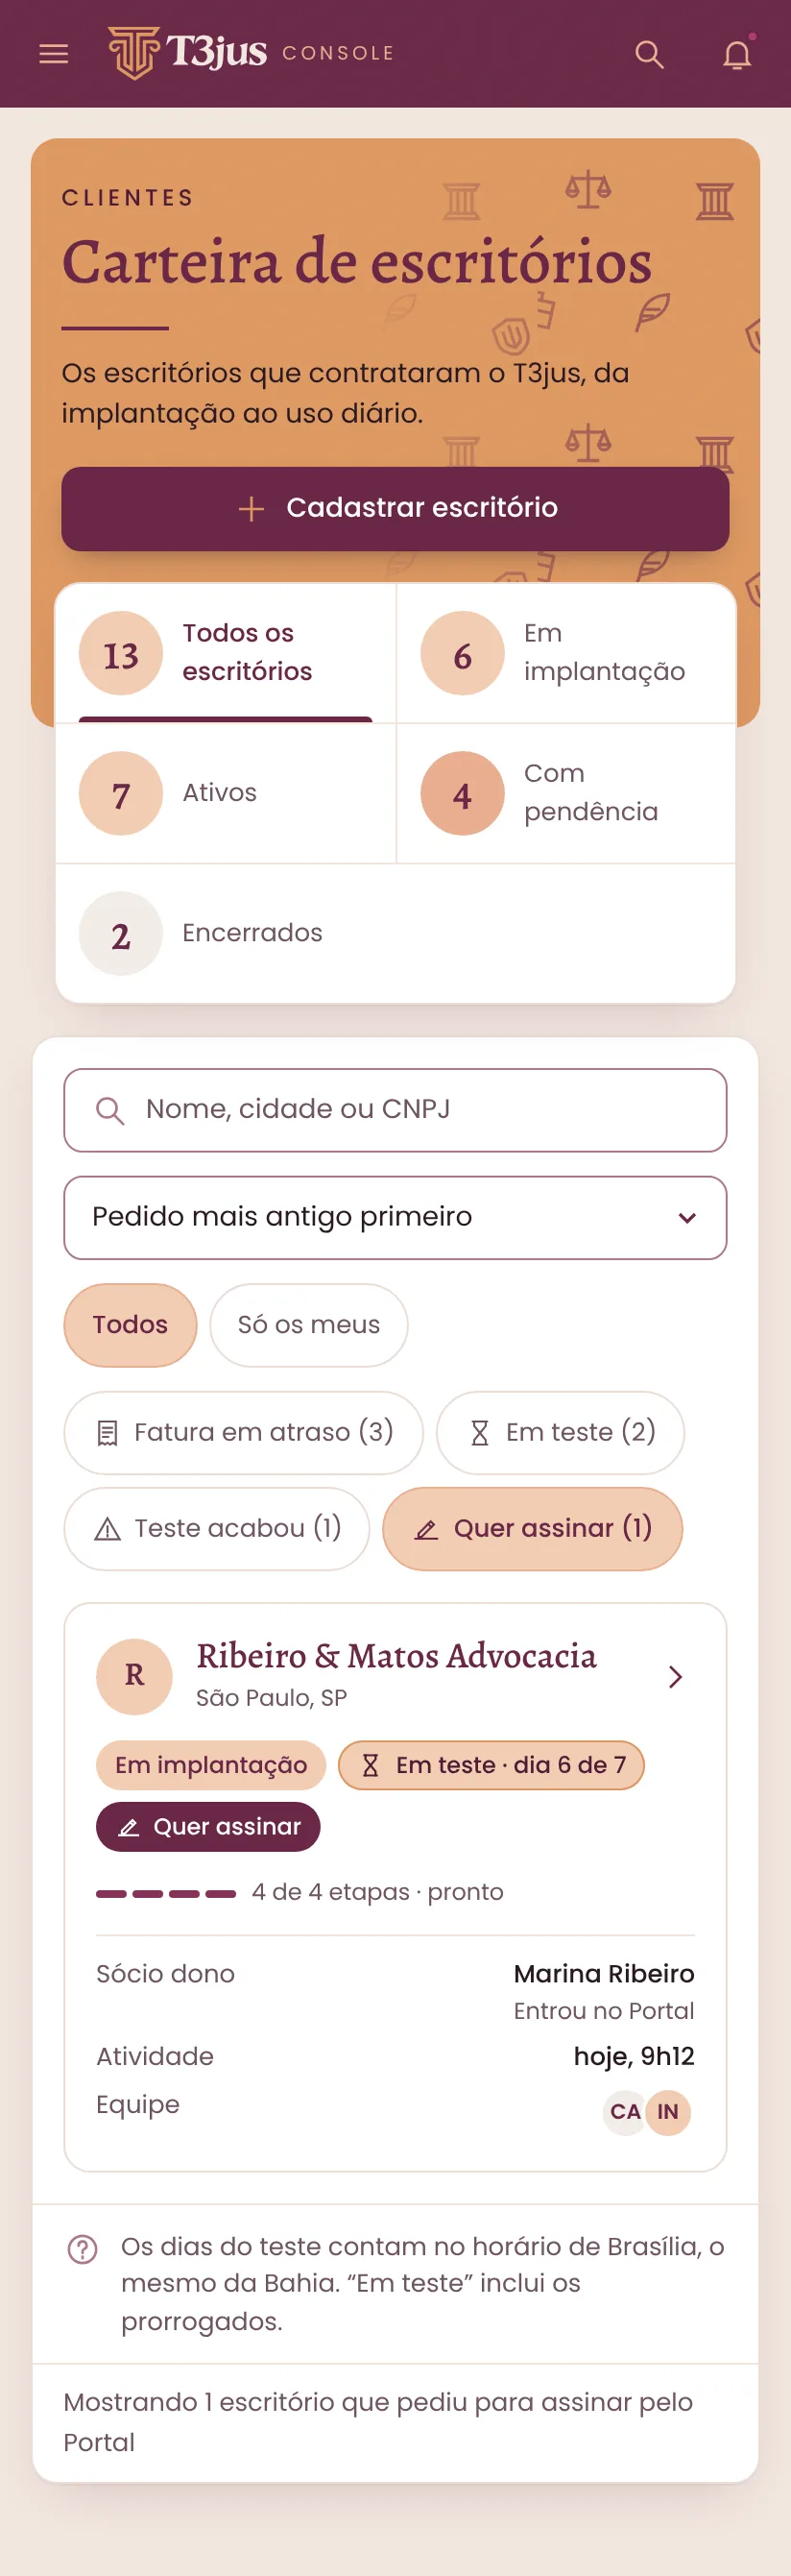 T3jus CONSOLE
CLIENTES
Carteira de escritórios
Os escritórios que contrataram o T3jus, da
implantação ao uso diário.
Cadastrar escritório
13 Todos os
escritórios
6 Em
implantação
7 Ativos
4 Com
pendência
2 Encerrados
Nome, cidade ou CNPJ
Pedido mais antigo primeiro
Todos
Só os meus
Fatura em atraso (3)
Em teste (2)
Teste acabou (1)
Quer assinar (1)
R
Ribeiro & Matos Advocacia
São Paulo, SP
Em implantação
Em teste · dia 6 de 7
Quer assinar
4 de 4 etapas · pronto
Sócio dono
Marina Ribeiro
Entrou no Portal
Atividade
hoje, 9h12
Equipe
CA IN
Os dias do teste contam no horário de Brasília, o
mesmo da Bahia. “Em teste” inclui os
prorrogados.
Mostrando 1 escritório que pediu para assinar pelo
Portal